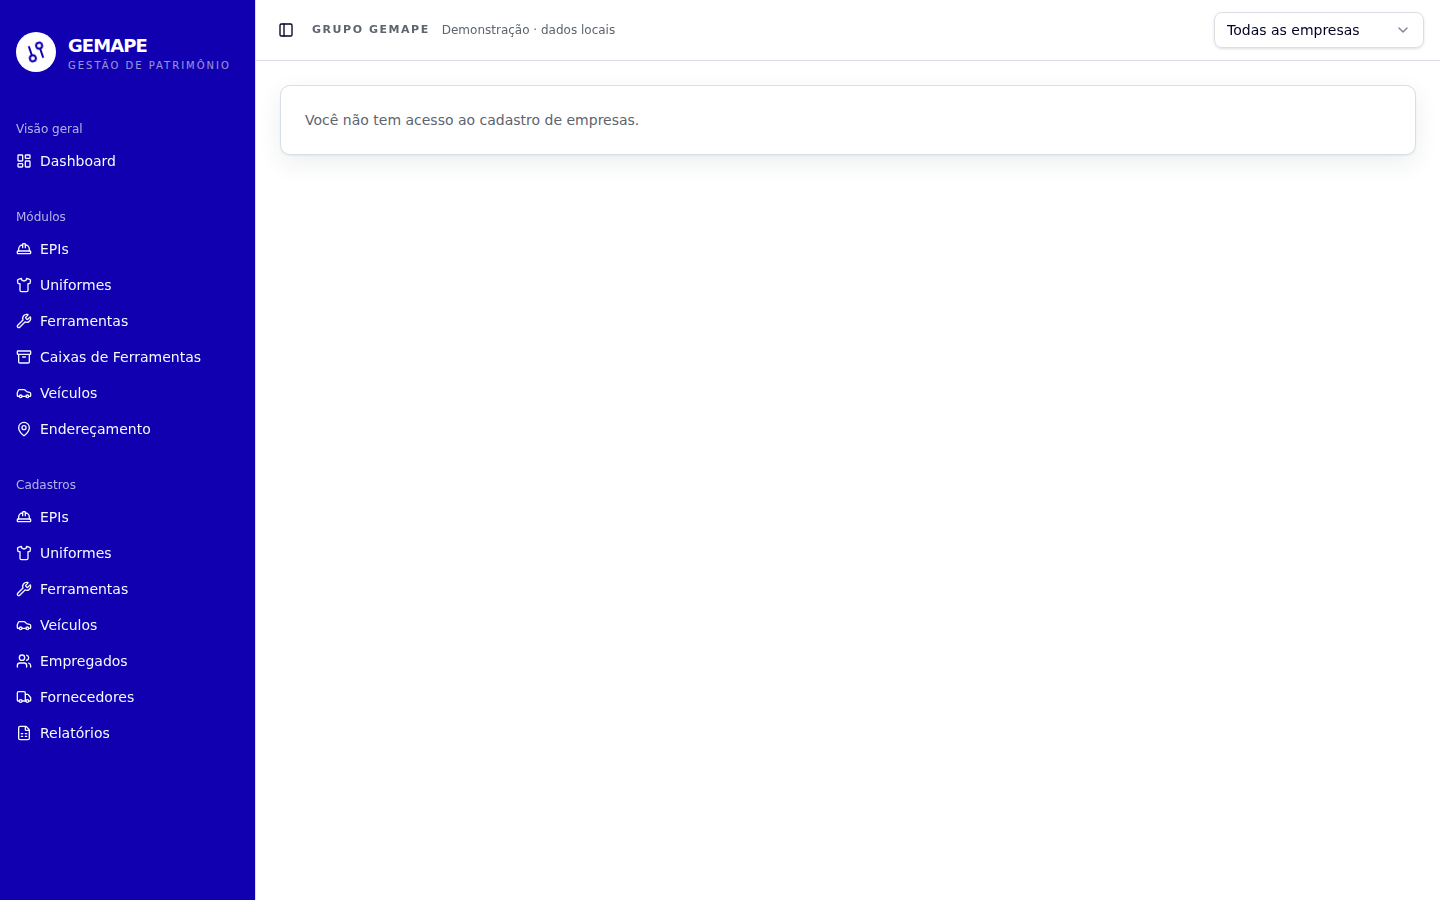 GEMAPE
GESTÃO DE PATRIMÔNIO
Visão geral
Dashboard
Módulos
EPIs
Uniformes
Ferramentas
Caixas de Ferramentas
Veículos
Endereçamento
Cadastros
EPIs
Uniformes
Ferramentas
Veículos
Empregados
Fornecedores
Relatórios
GRUPO GEMAPE Demonstração · dados locais
Todas as empresas
Você não tem acesso ao cadastro de empresas.